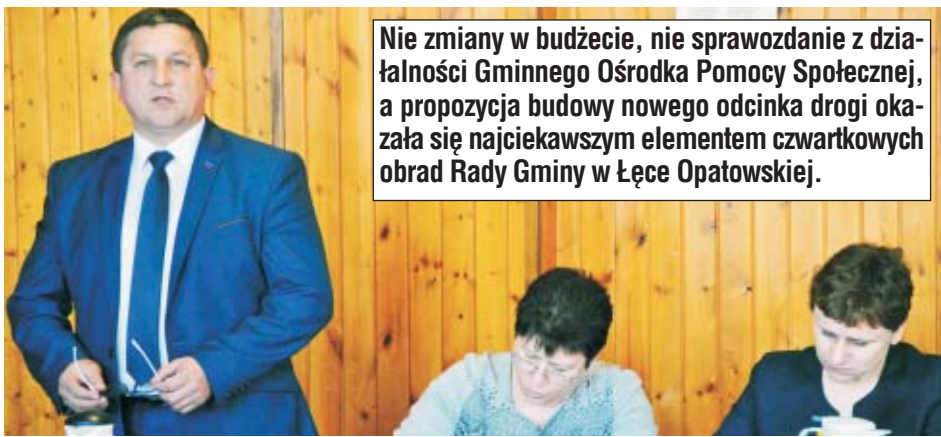 Nie zmiany w budżecie, nie sprawozdanie z dzia-
łalności Gminnego Ośrodka Pomocy Społecznej,
a propozycja budowy nowego odcinka drogi oka-
zała się najciekawszym elementem czwartkowych
obrad Rady Gminy w Łęce Opatowskiej.